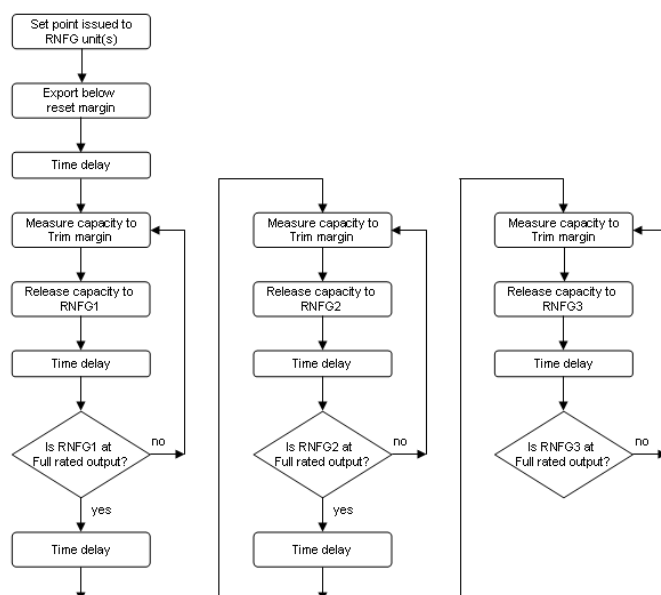 Set point issued to
RNFG unit(s)
Export below
reset margin
Time delay
Measure capacity to
Trim margin
Release capacity to
RNFG1
Time delay
Is RNFG1 at
Full rated output?
no
yes
Time delay
Measure capacity to
Trim margin
Release capacity to
RNFG2
Time delay
Is RNFG2 at
Full rated output?
no
yes
Time delay
Measure capacity to
Trim margin
Release capacity to
RNFG3
Time delay
Is RNFG3 at
Full rated output?
no